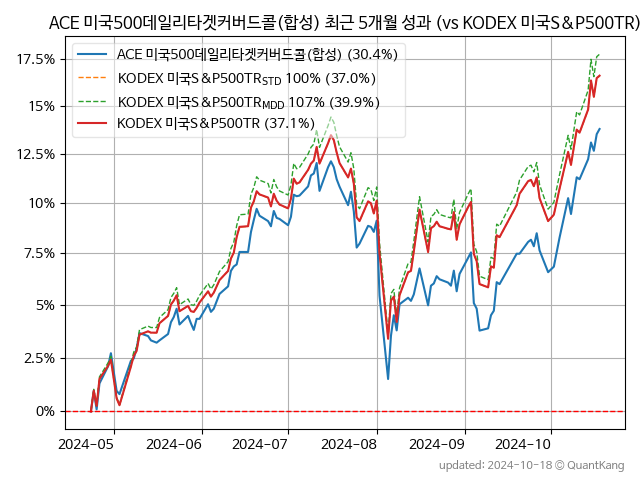 ACE 미국500데일리타겟커버드콜(합성) 최근 5개월 성과 (vs KODEX 미국S&P500TR)
ACE 미국500데일리타겟커버드콜(합성) (30.4%)
KODEX 미국S&P500TRSTD 100% (37.0%)
KODEX 미국S&P500TRMDD 107% (39.9%)
KODEX 미국S&P500TR (37.1%)
17.5%
15%
12.5%
10%
7.5%
5%
2.5%
0%
2024-05 2024-06 2024-07 2024-08 2024-09 2024-10
updated: 2024-10-18 © QuantKang